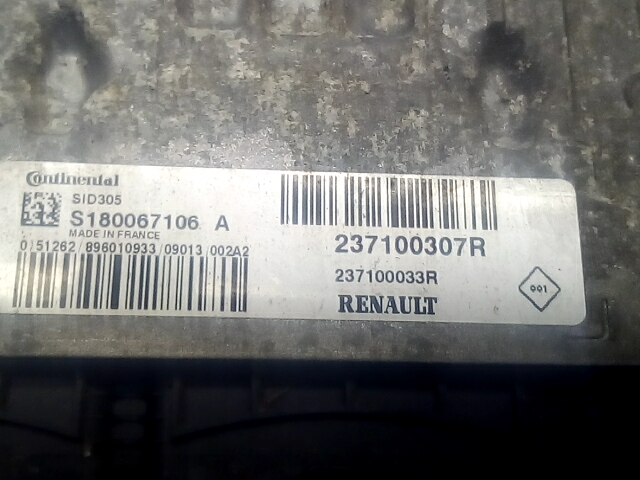 Continental
SID305
S180067106 A
MADE IN FRANCE
0/51262/896010933/09013/002A2
237100307R
237100033R
RENAULT
001